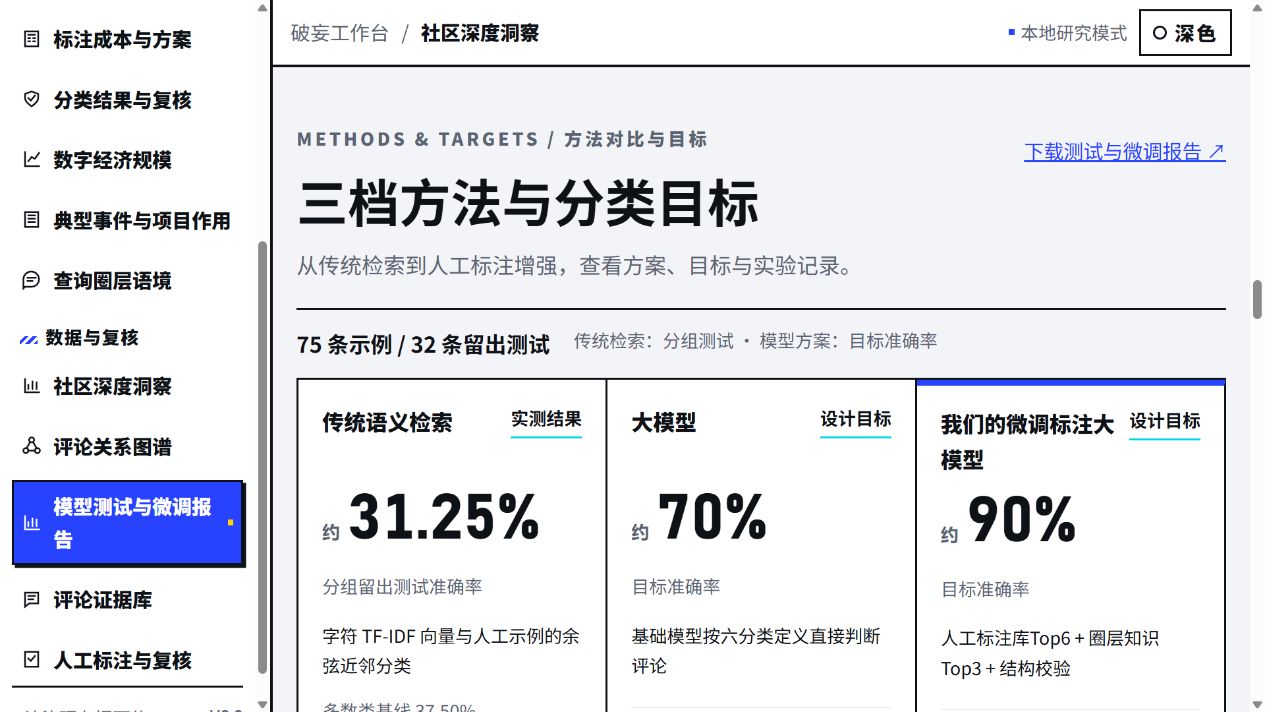 标注成本与方案
分类结果与复核
数字经济规模
典型事件与项目作用
查询圈层语境
数据与复核
社区深度洞察
评论关系图谱
模型测试与微调报
告
评论证据库
人工标注与复核
破妄工作台 / 社区深度洞察
本地研究模式
深色
METHODS & TARGETS / 方法对比与目标
下载测试与微调报告 ↗
三档方法与分类目标
从传统检索到人工标注增强，查看方案、目标与实验记录。
75 条示例 / 32 条留出测试
传统检索：分组测试 · 模型方案：目标准确率
传统语义检索
实测结果
约 31.25%
分组留出测试准确率
字符 TF-IDF 向量与人工示例的余
弦近邻分类
多数类基线 37.50%
大模型
设计目标
约 70%
目标准确率
基础模型按六分类定义直接判断
评论
我们的微调标注大
模型
设计目标
约 90%
目标准确率
人工标注库Top6 + 圈层知识
Top3 + 结构校验